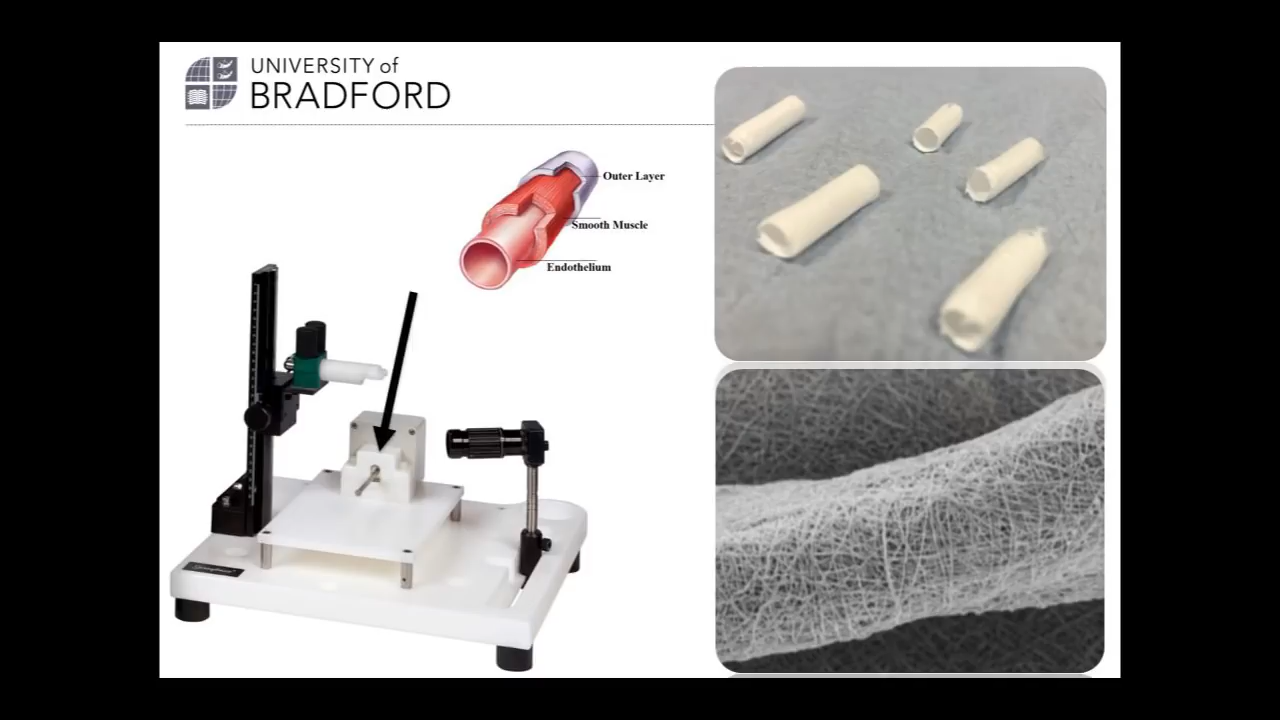 UNIVERSITY of
BRADFORD
Outer Layer
Smooth Muscle
Endothelium